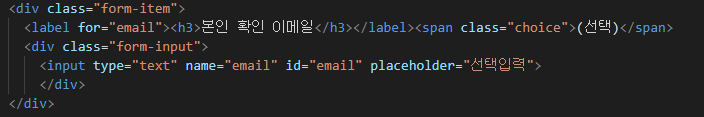 <div class="form-item">
<label for="email"><h3>본인 확인 이메일</h3></label><span class="choice">(선택)</span>
<div class="form-input">
<input type="text" name="email" id="email" placeholder="선택입력">
</div>
</div>